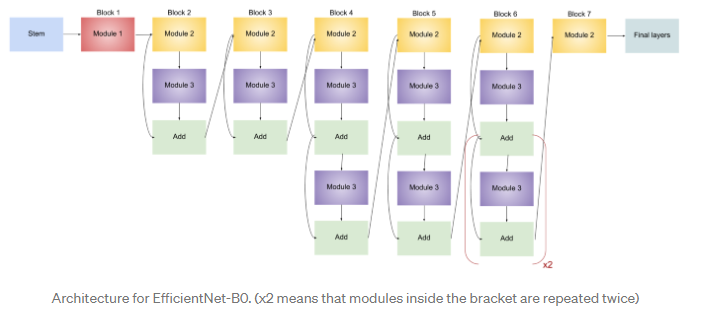 Block 1 Block 2 Block 3 Block 4 Block 5 Block 6 Block 7
Stem Module 1 Module 2 Module 2 Module 2 Module 2 Module 2 Module 2 Final layers
Module 3 Module 3 Module 3 Module 3 Module 3
Add Add Add Add Add
Module 3 Module 3 Module 3
Add Add Add
x2
Architecture for EfficientNet-B0. (x2 means that modules inside the bracket are repeated twice)